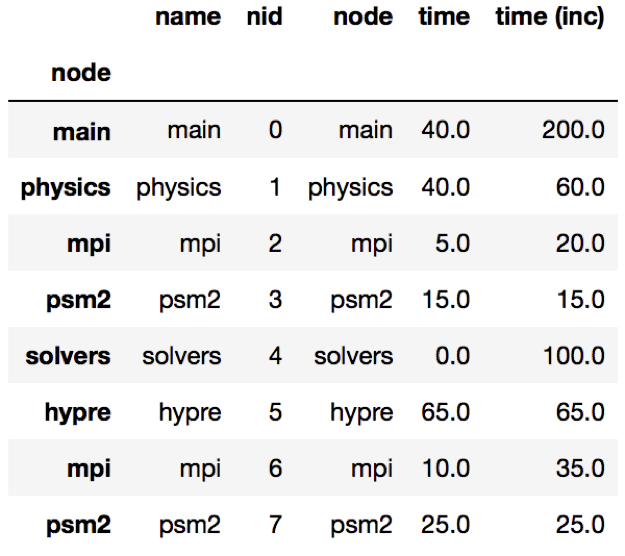 name nid node time time (inc)
node
main main 0 main 40.0 200.0
physics physics 1 physics 40.0 60.0
mpi mpi 2 mpi 5.0 20.0
psm2 psm2 3 psm2 15.0 15.0
solvers solvers 4 solvers 0.0 100.0
hypre hypre 5 hypre 65.0 65.0
mpi mpi 6 mpi 10.0 35.0
psm2 psm2 7 psm2 25.0 25.0